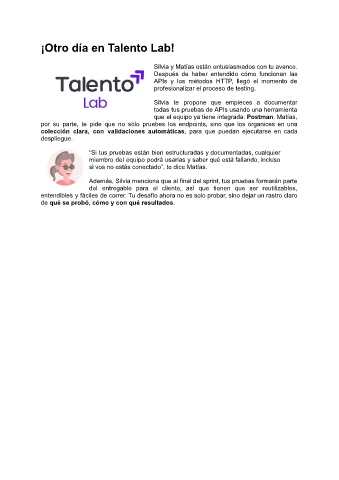 ¡Otro día en Talento Lab!
Silvia y Matías están entusiasmados con tu avance.
Después de haber entendido cómo funcionan las
APIs y los métodos HTTP, llegó el momento de
profesionalizar el proceso de testing.
Talento
Lab
Silvia te propone que empieces a documentar
todas tus pruebas de APIs usando una herramienta
que el equipo ya tiene integrada: Postman. Matías,
por su parte, te pide que no sólo pruebes los endpoints, sino que los organices en una
colección clara, con validaciones automáticas, para que puedan ejecutarse en cada
despliegue.
“Si tus pruebas están bien estructuradas y documentadas, cualquier
miembro del equipo podrá usarlas y saber qué está fallando, incluso
si vos no estás conectado”, te dice Matías.
Además, Silvia menciona que al final del sprint, tus pruebas formarán parte
del entregable para el cliente, así que tienen que ser reutilizables,
entendibles y fáciles de correr. Tu desafío ahora no es solo probar, sino dejar un rastro claro
de qué se probó, cómo y con qué resultados.